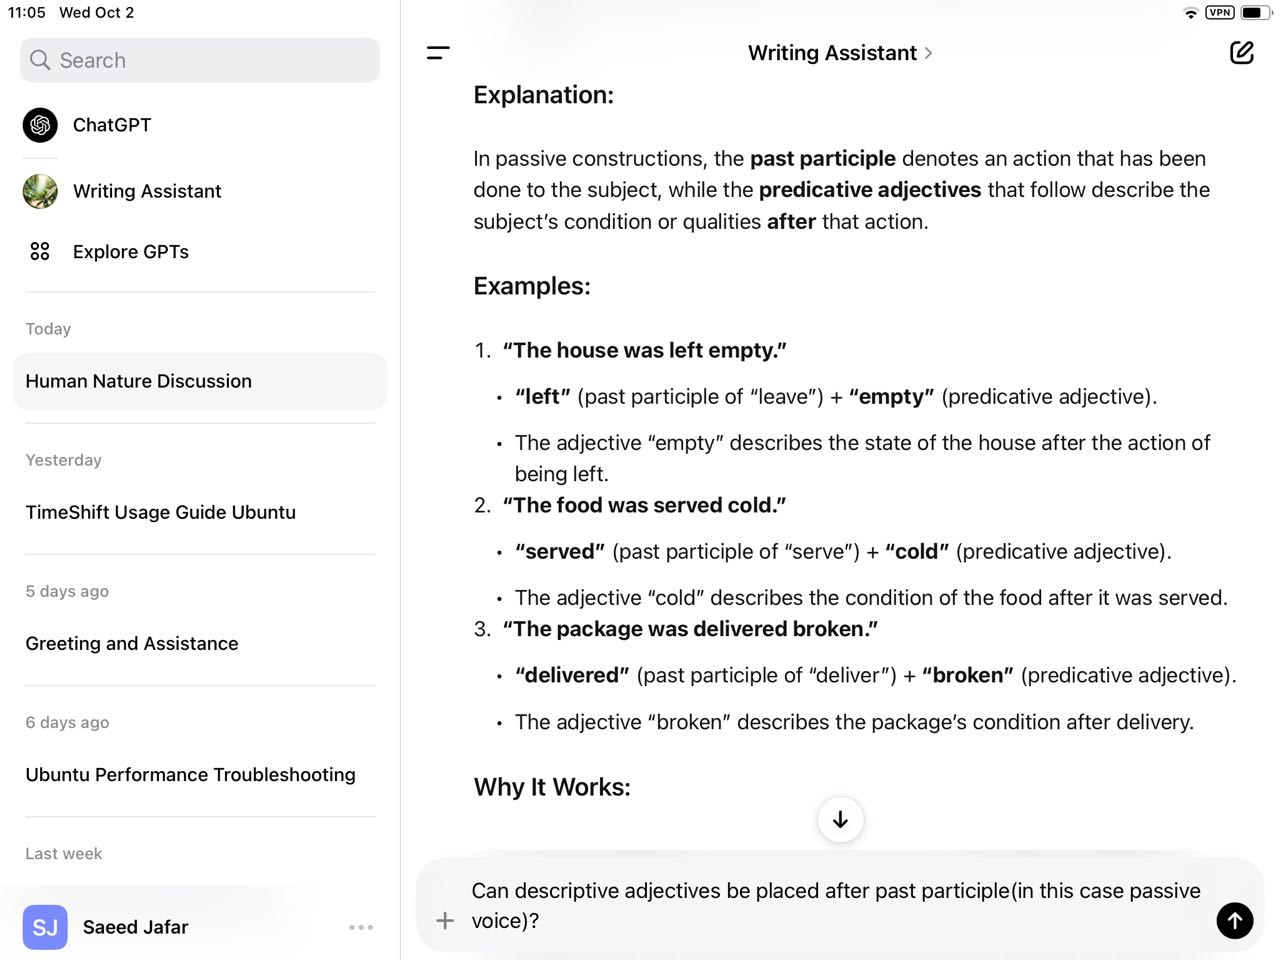 11:05 Wed Oct 2
VPN
Search
ChatGPT
Writing Assistant
Explore GPTs
Today
Human Nature Discussion
Yesterday
TimeShift Usage Guide Ubuntu
5 days ago
Greeting and Assistance
6 days ago
Ubuntu Performance Troubleshooting
Last week
SJ Saeed Jafar
Writing Assistant
Explanation:
In passive constructions, the past participle denotes an action that has been
done to the subject, while the predicative adjectives that follow describe the
subject’s condition or qualities after that action.
Examples:
1. “The house was left empty.”
• “left” (past participle of “leave”) + “empty” (predicative adjective).
• The adjective “empty” describes the state of the house after the action of
being left.
2. “The food was served cold.”
• “served” (past participle of “serve”) + “cold” (predicative adjective).
• The adjective “cold” describes the condition of the food after it was served.
3. “The package was delivered broken.”
• “delivered” (past participle of “deliver”) + “broken” (predicative adjective).
• The adjective “broken” describes the package’s condition after delivery.
Why It Works:
Can descriptive adjectives be placed after past participle(in this case passive
voice)?